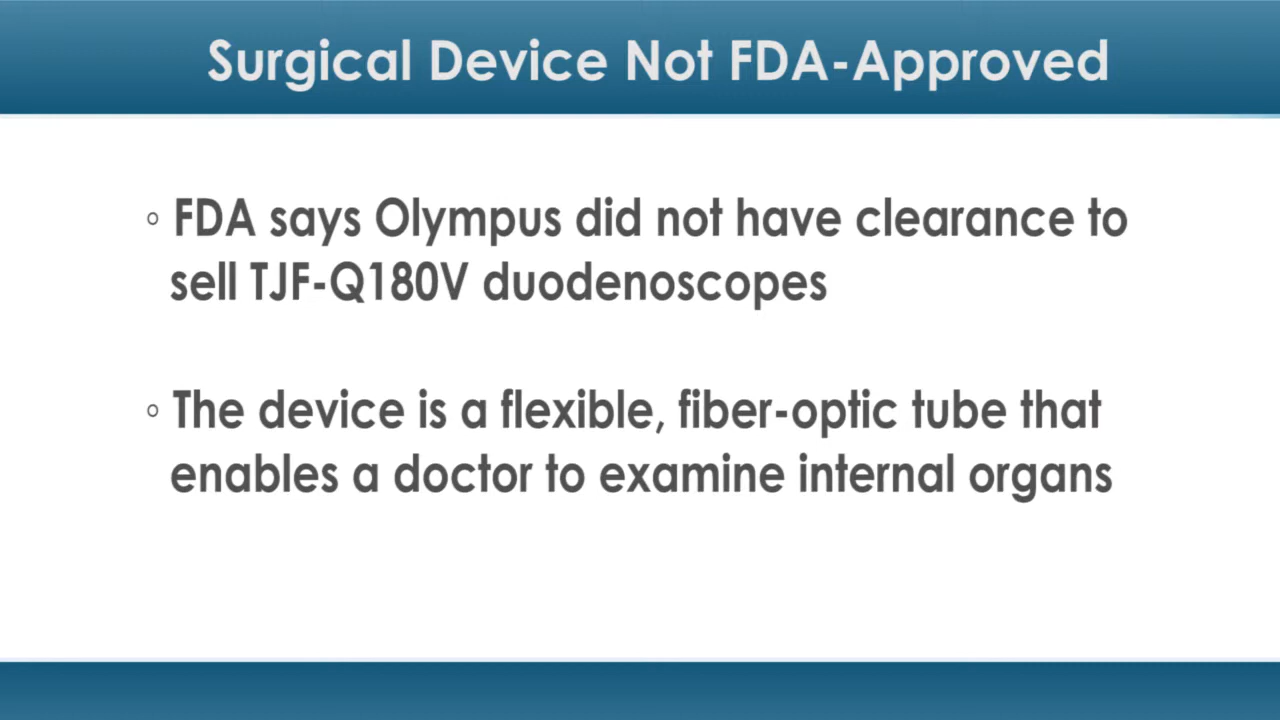 Surgical Device Not FDA-Approved
◦ FDA says Olympus did not have clearance to
sell TJF-Q180V duodenoscopes
◦ The device is a flexible, fiber-optic tube that
enables a doctor to examine internal organs